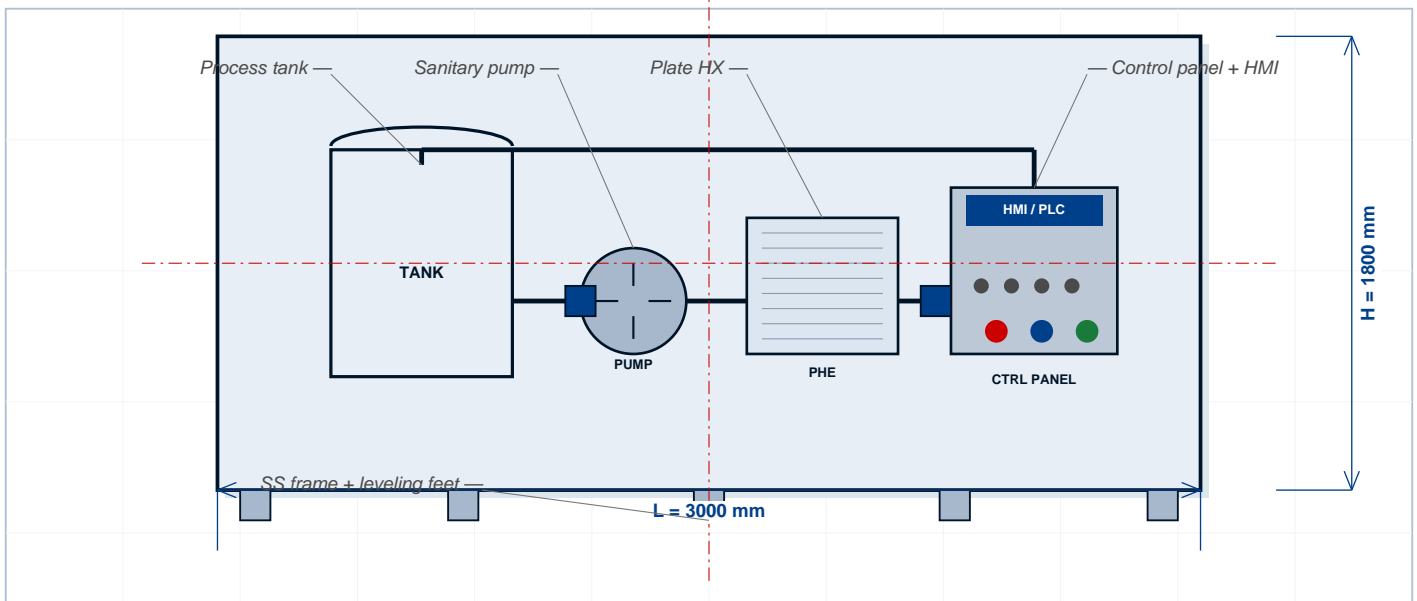 Process tank —
Sanitary pump —
Plate HX —
— Control panel + HMI
HMI / PLC
TANK
PUMP
PHE
CTRL PANEL
H = 1800 mm
SS frame + leveling feet —
L = 3000 mm